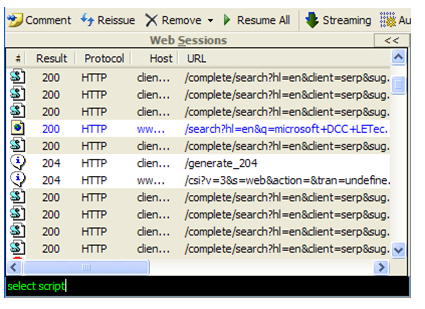 Comment Reissue Remove Resume All Streaming Au
Web Sessions <<
# Result Protocol Host URL
200 HTTP clien... /complete/search?hl=en&client=serp&sug.
200 HTTP clien... /complete/search?hl=en&client=serp&sug.
200 HTTP clien... /complete/search?hl=en&client=serp&sug.
200 HTTP ww... /search?hl=en&q=microsoft+DCC+LETec.
200 HTTP clien... /complete/search?hl=en&client=serp&sug.
204 HTTP clien... /generate_204
204 HTTP ww... /csi?v=3&s=web&action=&tran=undefine.
200 HTTP clien... /complete/search?hl=en&client=serp&sug.
200 HTTP clien... /complete/search?hl=en&client=serp&sug.
200 HTTP clien... /complete/search?hl=en&client=serp&sug.
200 HTTP clien... /complete/search?hl=en&client=serp&sug.
select script